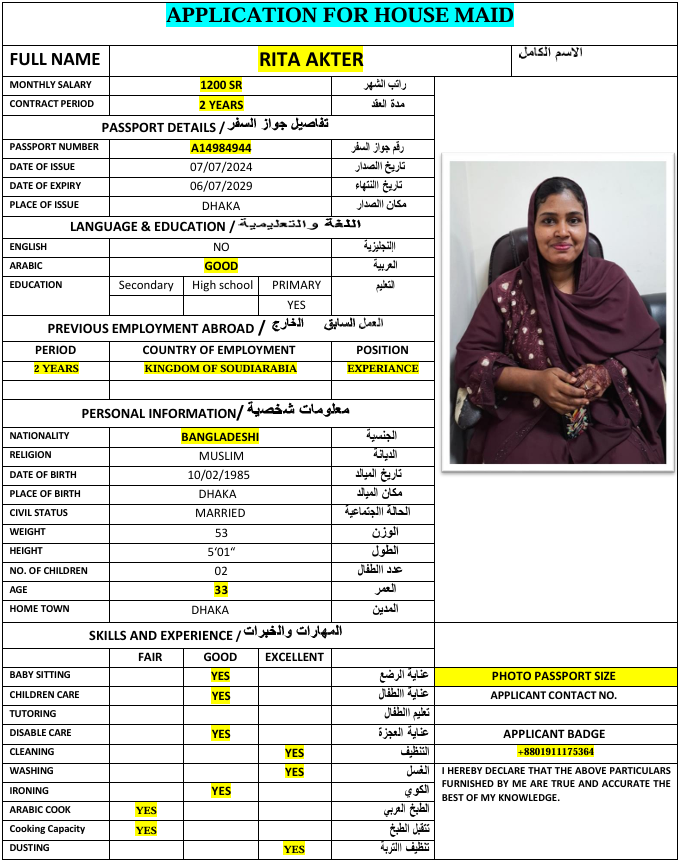 APPLICATION FOR HOUSE MAID
FULL NAME RITA AKTER الاسم الكامل
MONTHLY SALARY 1200 SR راتب الشهر
CONTRACT PERIOD 2 YEARS مدة العقد
PASSPORT DETAILS / تفاصيل جواز السفر
PASSPORT NUMBER A14984944 رقم جواز السفر
DATE OF ISSUE 07/07/2024 تاريخ االصدار
DATE OF EXPIRY 06/07/2029 تاريخ االنتهاء
PLACE OF ISSUE DHAKA مكان االصدار
LANGUAGE & EDUCATION / اللغة والتعليمية
ENGLISH NO االنجليزية
ARABIC GOOD العربية
EDUCATION Secondary High school PRIMARY التعليم
YES
PREVIOUS EMPLOYMENT ABROAD / العمل السابق الخارج
PERIOD COUNTRY OF EMPLOYMENT POSITION
2 YEARS KINGDOM OF SOUDIARABIA EXPERIANCE
PERSONAL INFORMATION/ معلومات شخصية
NATIONALITY BANGLADESHI الجنسية
RELIGION MUSLIM الديانة
DATE OF BIRTH 10/02/1985 تاريخ الميالد
PLACE OF BIRTH DHAKA مكان الميالد
CIVIL STATUS MARRIED الحالة االجتماعية
WEIGHT 53 الوزن
HEIGHT 5'01" الطول
NO. OF CHILDREN 02 عدد االطفال
AGE 33 العمر
HOME TOWN DHAKA المدين
SKILLS AND EXPERIENCE / المهارات والخبرات
FAIR GOOD EXCELLENT
BABY SITTING YES عناية الرضع
CHILDREN CARE YES عناية االطفال
TUTORING تعليم االطفال
DISABLE CARE YES عناية العجزة
CLEANING YES التنظيف
WASHING YES الغسل
IRONING YES الكوي
ARABIC COOK YES الطبخ العربي
Cooking Capacity YES تتقبل الطبخ
DUSTING YES تنظيف االتربة
PHOTO PASSPORT SIZE
APPLICANT CONTACT NO.
APPLICANT BADGE
+8801911175364
I HEREBY DECLARE THAT THE ABOVE PARTICULARS
FURNISHED BY ME ARE TRUE AND ACCURATE THE
BEST OF MY KNOWLEDGE.